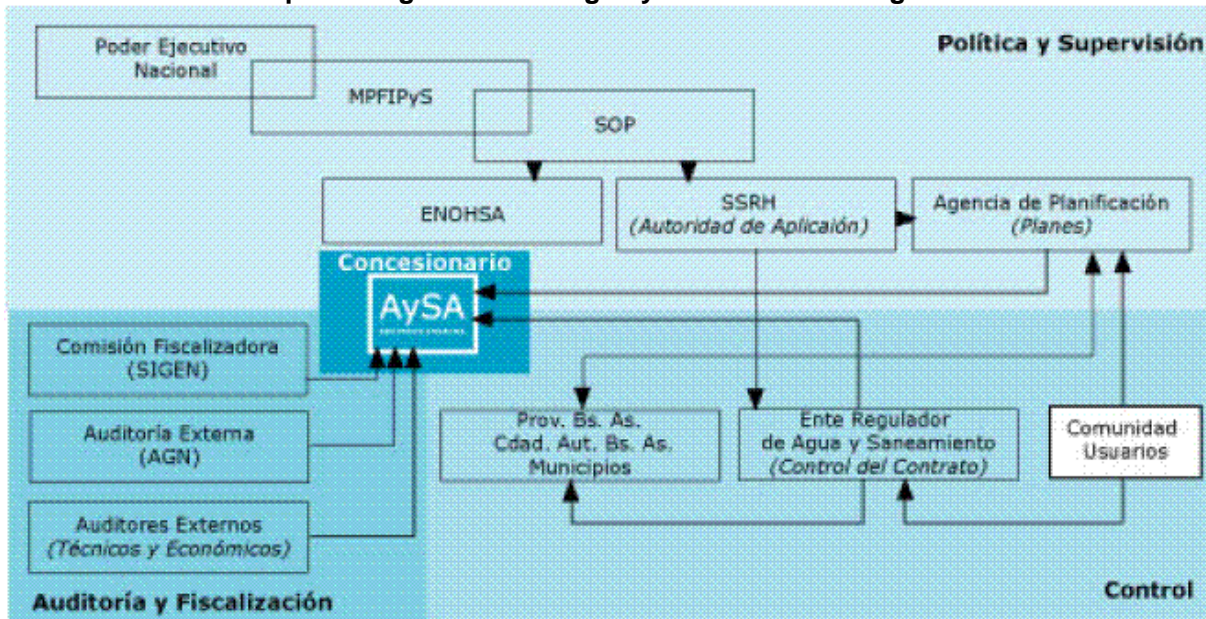 Poder Ejecutivo
Nacional
Política y Supervisión
MPFIPyS
SOP
ENOHSA
SSRH
(Autoridad de Aplicaión)
Agencia de Planificación
(Planes)
Concesionario
AySA
Comisión Fiscalizadora
(SIGEN)
Auditoría Externa
(AGN)
Auditores Externos
(Técnicos y Económicos)
Prov. Bs. As.
Cdad. Aut. Bs. As.
Municipios
Ente Regulador
de Agua y Saneamiento
(Control del Contrato)
Comunidad
Usuarios
Auditoría y Fiscalización
Control